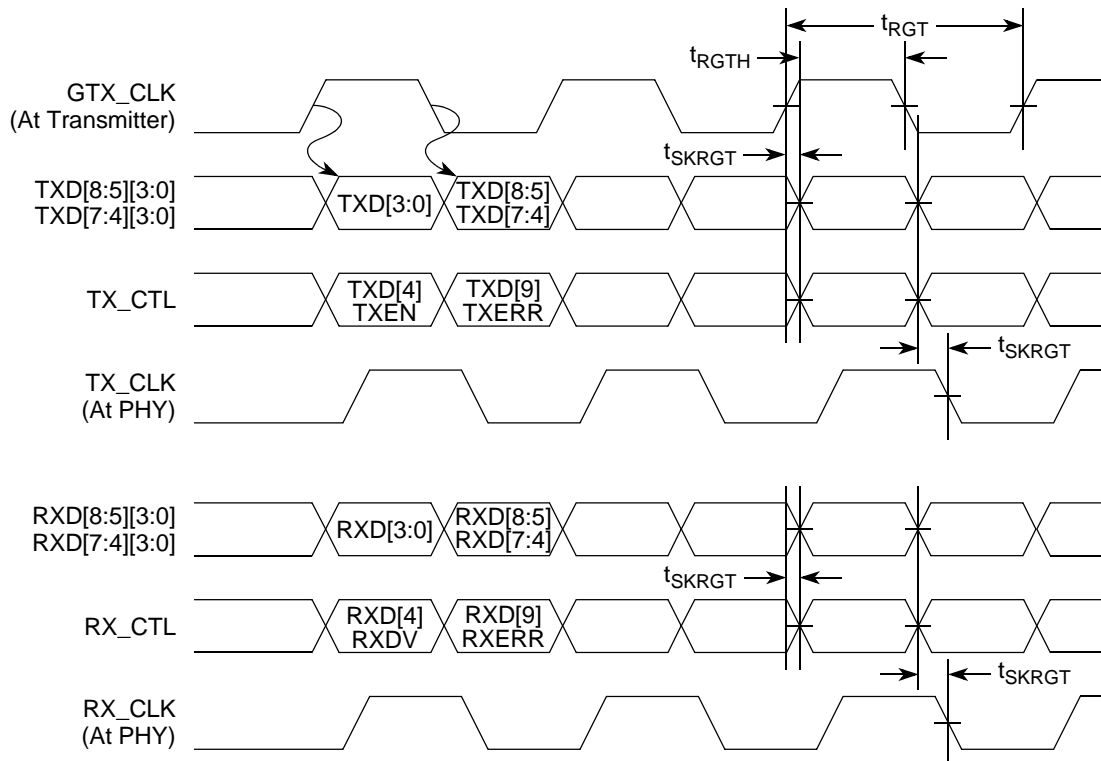 tRGT
tRGTH
GTX_CLK
(At Transmitter)
tSKRGT
TXD[8:5][3:0]
TXD[7:4][3:0]
TXD[3:0]
TXD[8:5]
TXD[7:4]
TX_CTL
TXD[4]
TXEN
TXD[9]
TXERR
tSKRGT
TX_CLK
(At PHY)
RXD[8:5][3:0]
RXD[7:4][3:0]
RXD[3:0]
RXD[8:5]
RXD[7:4]
tSKRGT
RX_CTL
RXD[4]
RXDV
RXD[9]
RXERR
tSKRGT
RX_CLK
(At PHY)